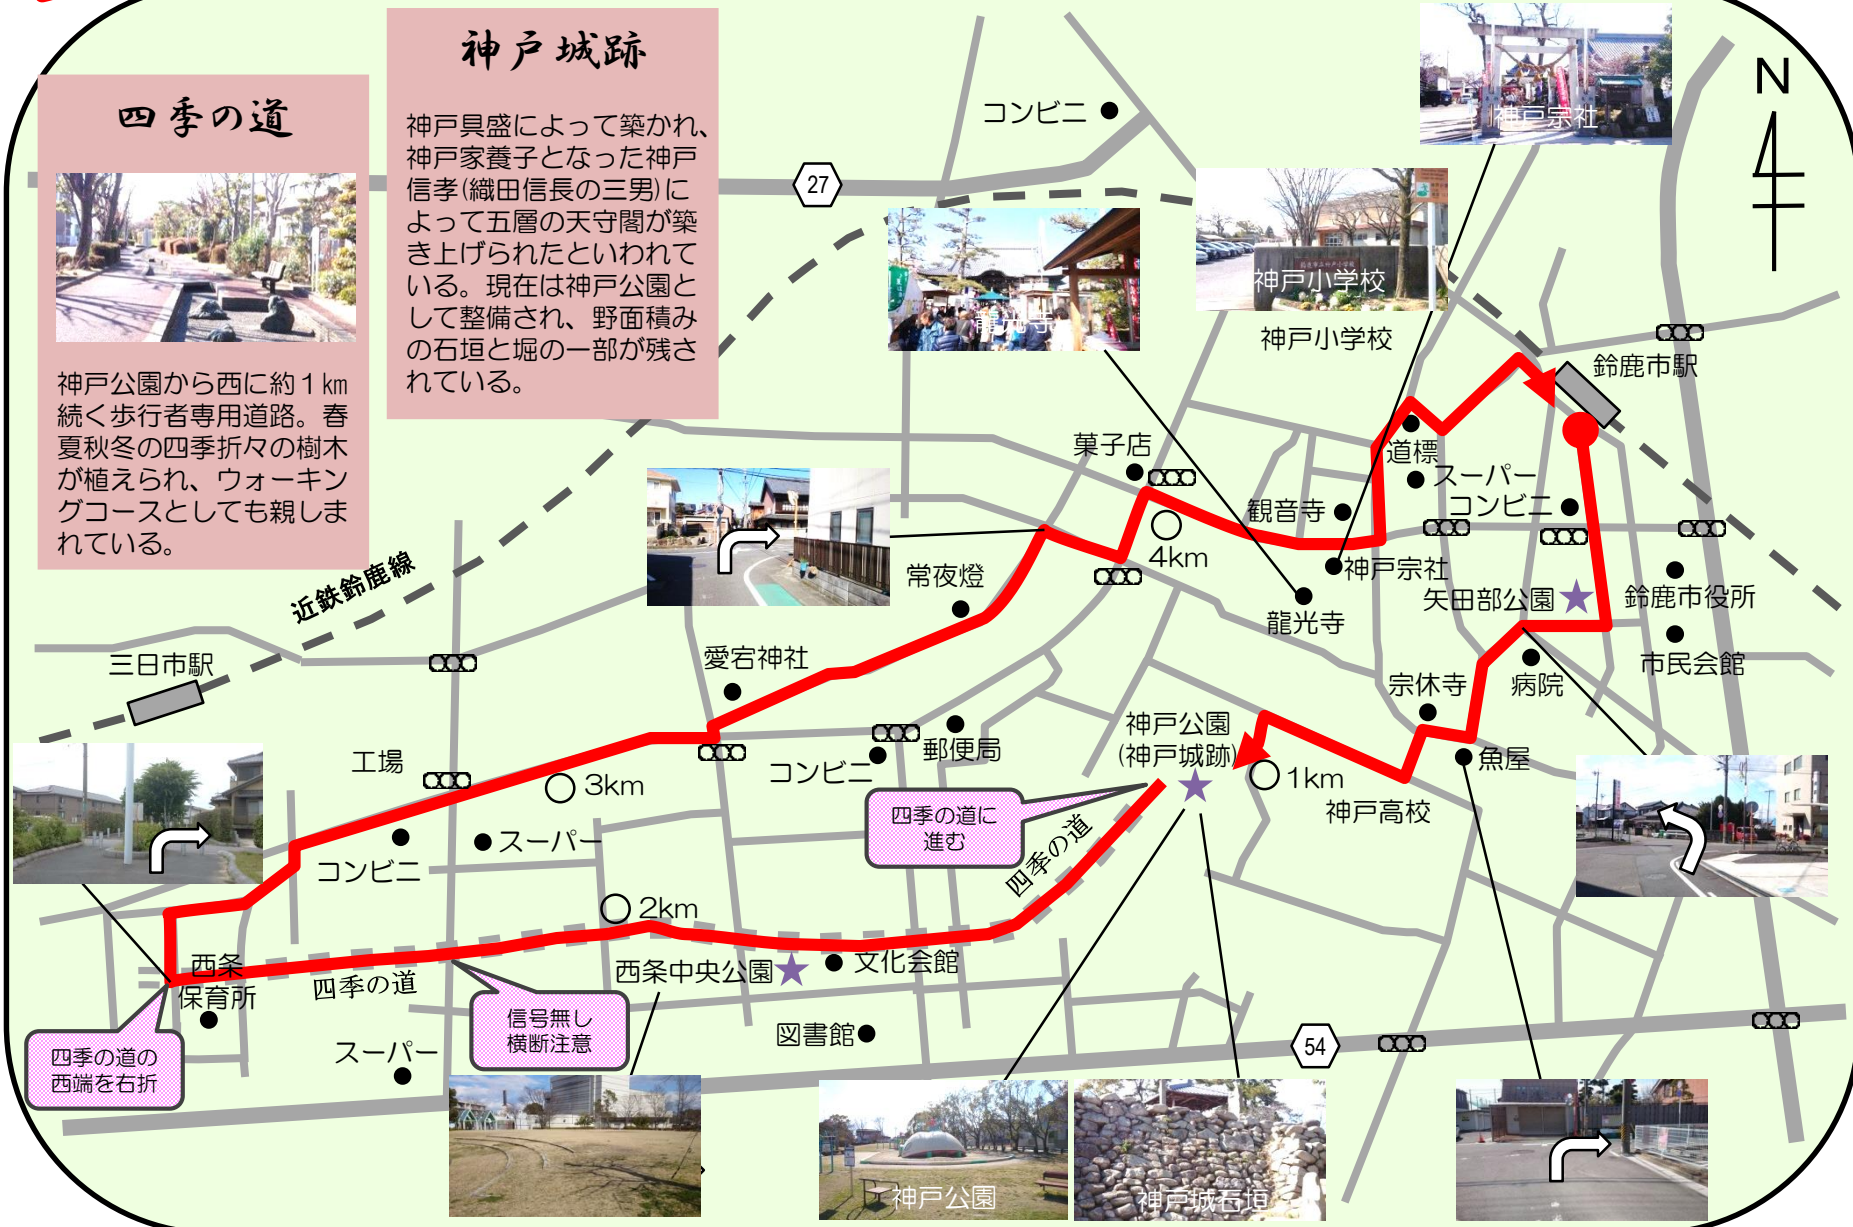 神戸城跡
神戸具盛によって築かれ、
神戸家養子となった神戸
信孝(織田信長の三男)に
よって五層の天守閣が築
き上げられたといわれて
いる。現在は神戸公園と
して整備され、野面積み
の石垣と堀の一部が残さ
れている。
四季の道
神戸公園から西に約1km
続く歩行者専用道路。春
夏秋冬の四季折々の樹木
が植えられ、ウォーキン
グコースとしても親しま
れている。
コンビニ
27
神戸宗社
N
神戸小学校
神戸小学校
龍光寺
鈴鹿市駅
菓子店
道標
スーパー
コンビニ
観音寺
4km
神戸宗社
常夜燈
龍光寺
矢田部公園
鈴鹿市役所
市民会館
近鉄鈴鹿線
三日市駅
愛宕神社
宗休寺
病院
神戸公園
(神戸城跡)
郵便局
コンビニ
工場
3km
1km
魚屋
神戸高校
四季の道に
進む
四季の道
コンビニ
スーパー
2km
西条
保育所
四季の道
西条中央公園
文化会館
信号無し
横断注意
図書館
四季の道の
西端を右折
スーパー
54
神戸公園
神戸城石垣